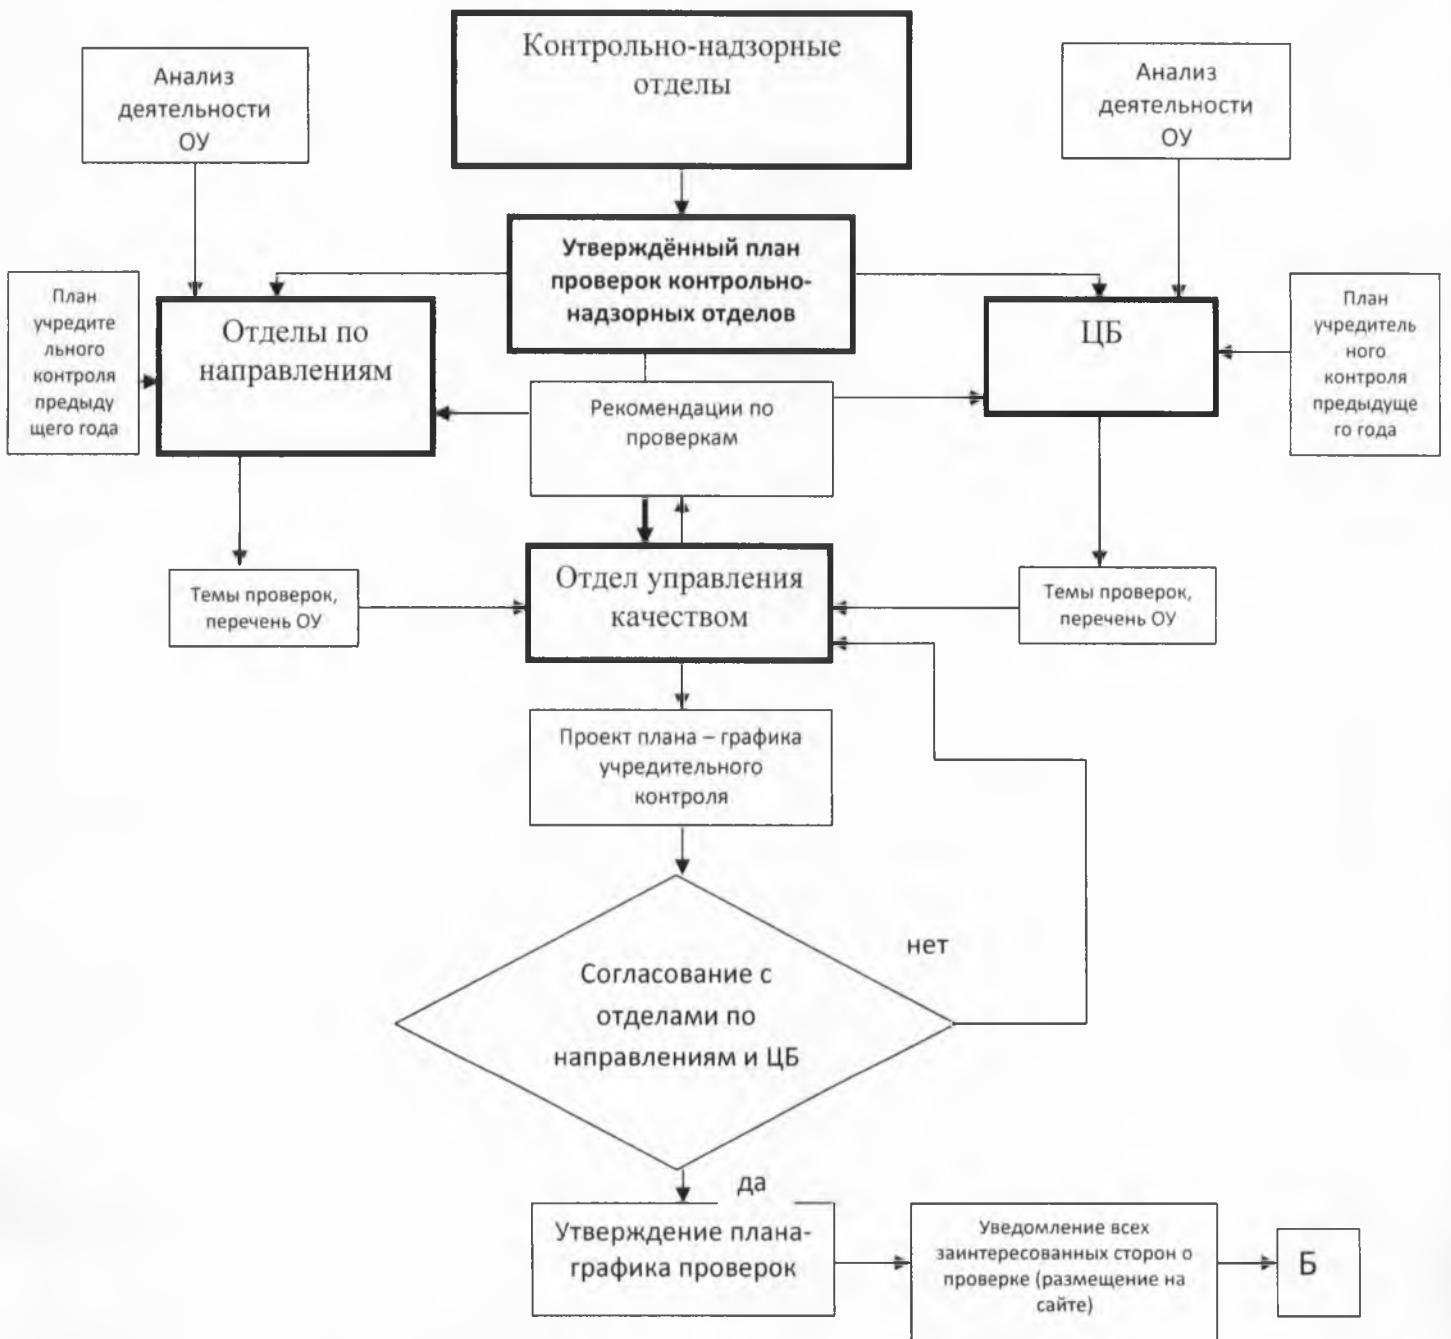 Контрольно-надзорные
отделы
Анализ
деятельности
ОУ
Анализ
деятельности
ОУ
Утверждённый план
проверок контрольно-
надзорных отделов
План
учредите
льного
контроля
предыду
щего года
Отделы по
направлениям
ЦБ
План
учредитель
ного
контроля
предыдуще
го года
Рекомендации по
проверкам
Темы проверок,
перечень ОУ
Отдел управления
качеством
Темы проверок,
перечень ОУ
Проект плана – графика
учредительного
контроля
нет
Согласование с
отделами по
направлениям и ЦБ
да
Утверждение плана-
графика проверок
Уведомление всех
заинтересованных сторон о
проверке (размещение на
сайте)
Б